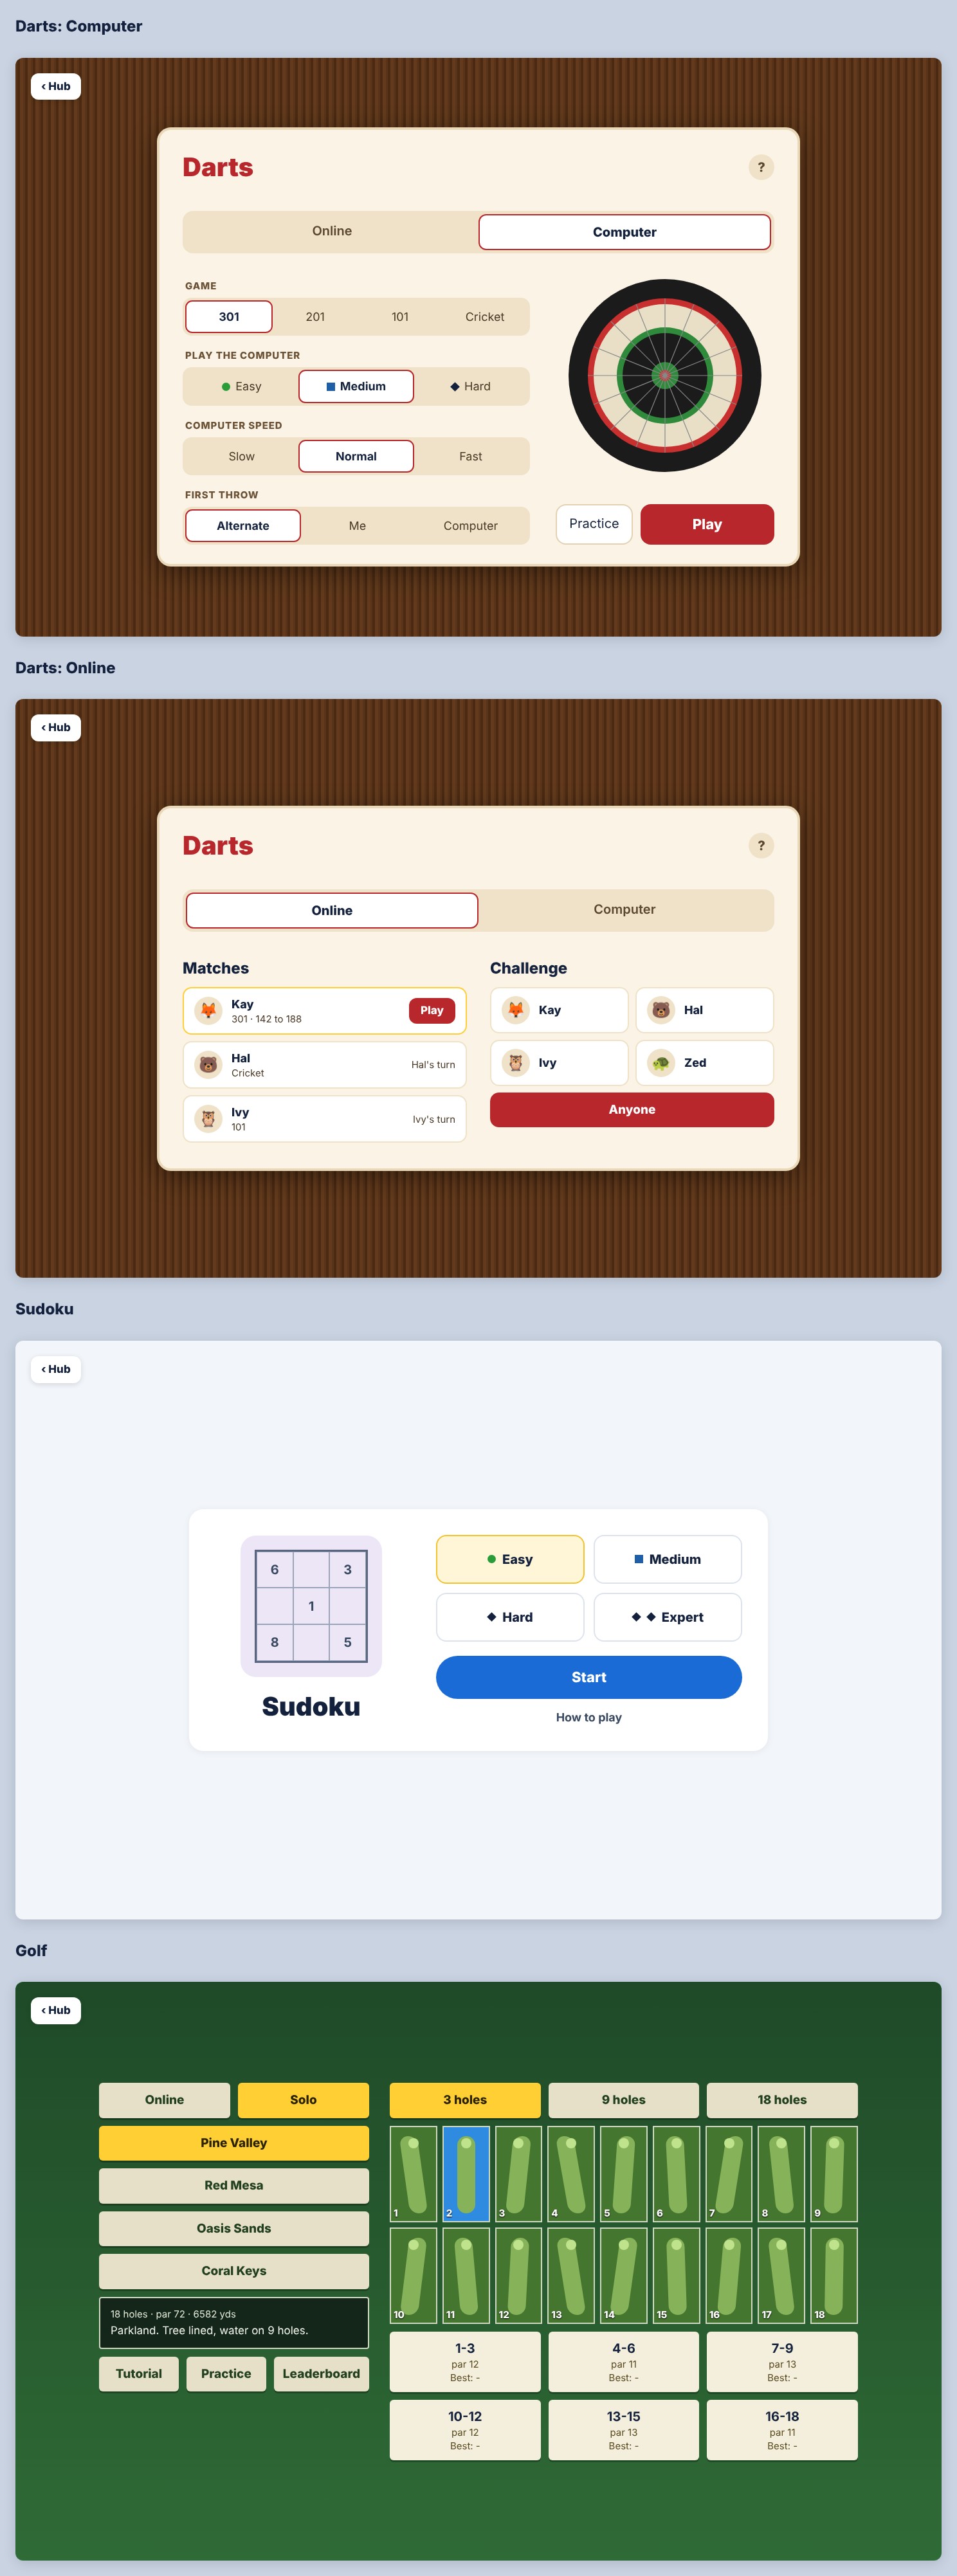 Darts: Computer
‹ Hub
Darts
?
Online
Computer
GAME
301
201
101
Cricket
PLAY THE COMPUTER
Easy
Medium
Hard
COMPUTER SPEED
Slow
Normal
Fast
FIRST THROW
Alternate
Me
Computer
Practice
Play
Darts: Online
‹ Hub
Darts
?
Online
Computer
Matches
Kay
301 · 142 to 188
Play
Hal
Cricket
Hal's turn
Ivy
101
Ivy's turn
Challenge
Kay
Hal
Ivy
Zed
Anyone
Sudoku
‹ Hub
6 3
1
8 5
Sudoku
Easy
Medium
Hard
Expert
Start
How to play
Golf
‹ Hub
Online
Solo
Pine Valley
Red Mesa
Oasis Sands
Coral Keys
18 holes · par 72 · 6582 yds
Parkland. Tree lined, water on 9 holes.
Tutorial
Practice
Leaderboard
3 holes
9 holes
18 holes
1
2
3
4
5
6
7
8
9
10
11
12
13
14
15
16
17
18
1-3
par 12
Best: -
4-6
par 11
Best: -
7-9
par 13
Best: -
10-12
par 12
Best: -
13-15
par 13
Best: -
16-18
par 11
Best: -